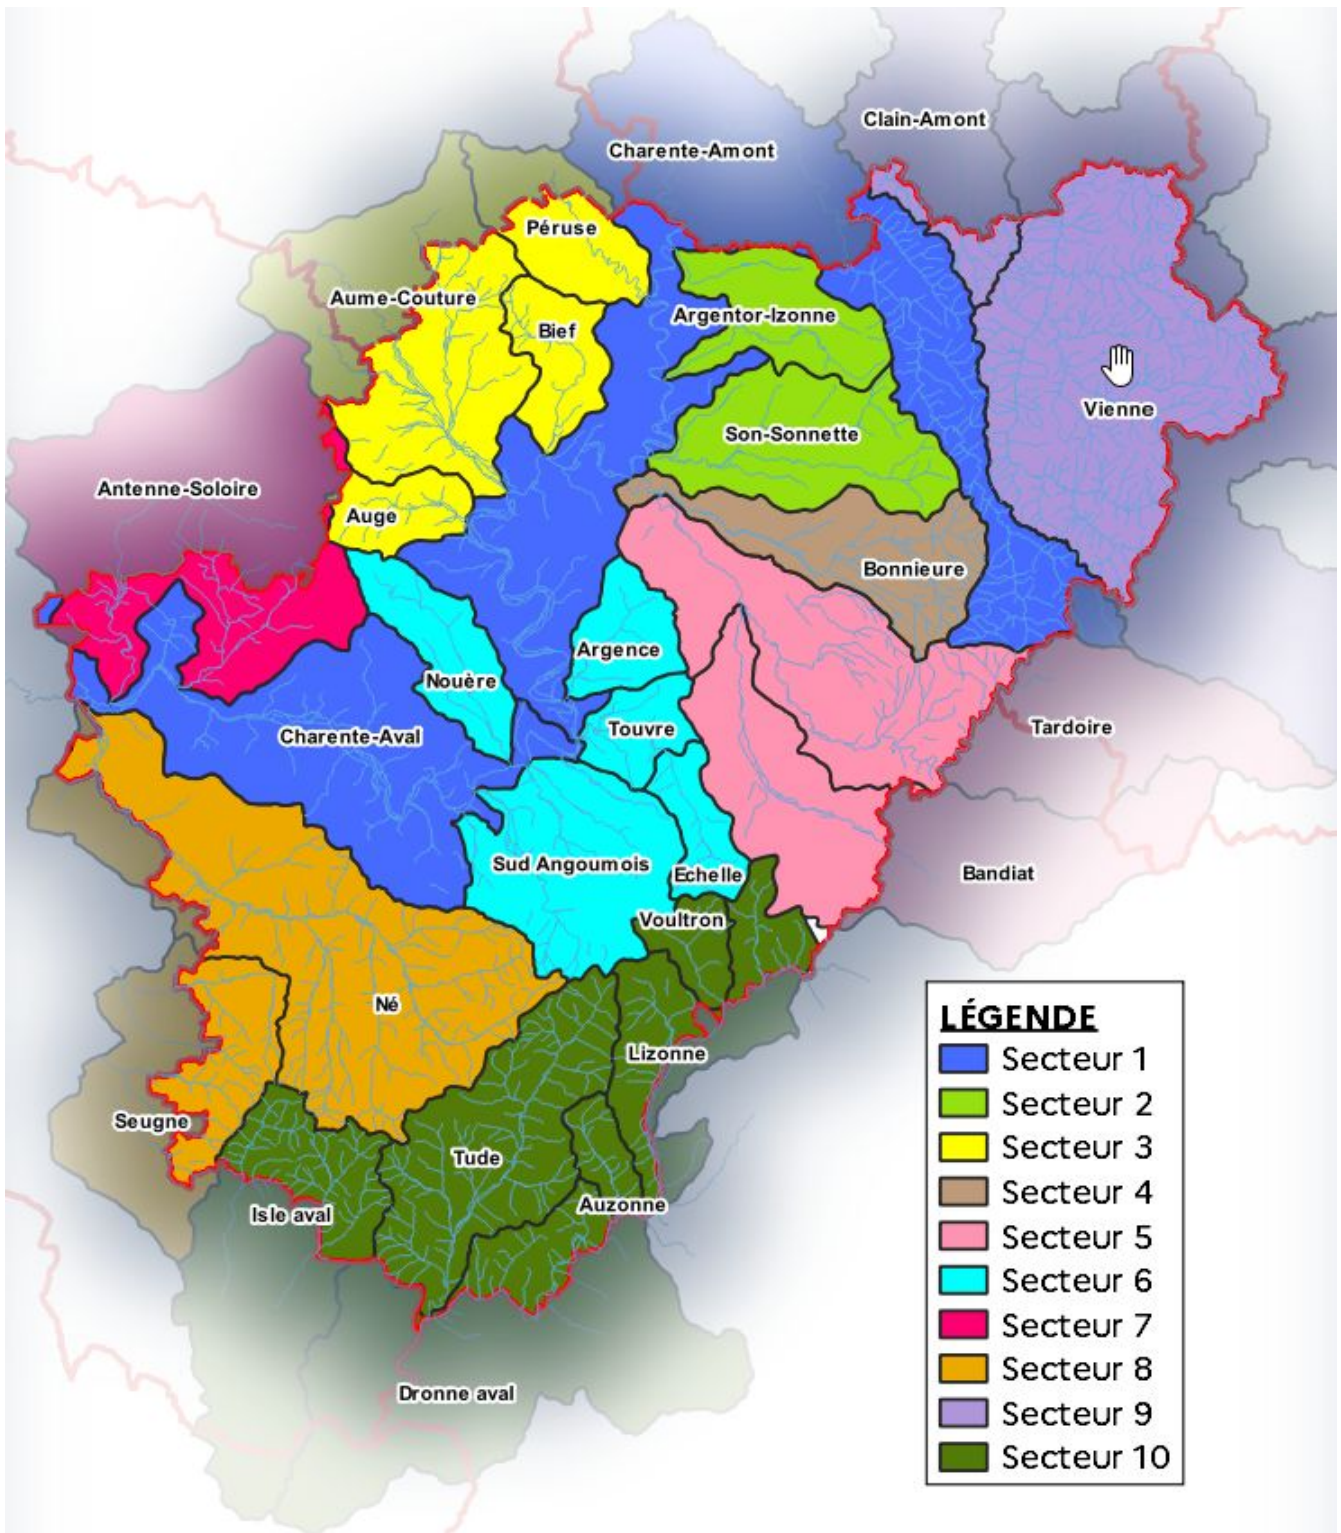 Clain-Amont
Charente-Amont
Péruse
Aume-Couture
Argentor-Izonne
Bief
Vienne
Son-Sonnette
Antenne-Soloire
Auge
Bonnieure
Argence
Nouère
Tardoire
Touvre
Charente-Aval
Sud Angoumois
Echelle
Bandiat
Voultron
Né
Lizonne
Seugne
Tude
Auzonne
Isle aval
Dronne aval
LÉGENDE
Secteur 1
Secteur 2
Secteur 3
Secteur 4
Secteur 5
Secteur 6
Secteur 7
Secteur 8
Secteur 9
Secteur 10